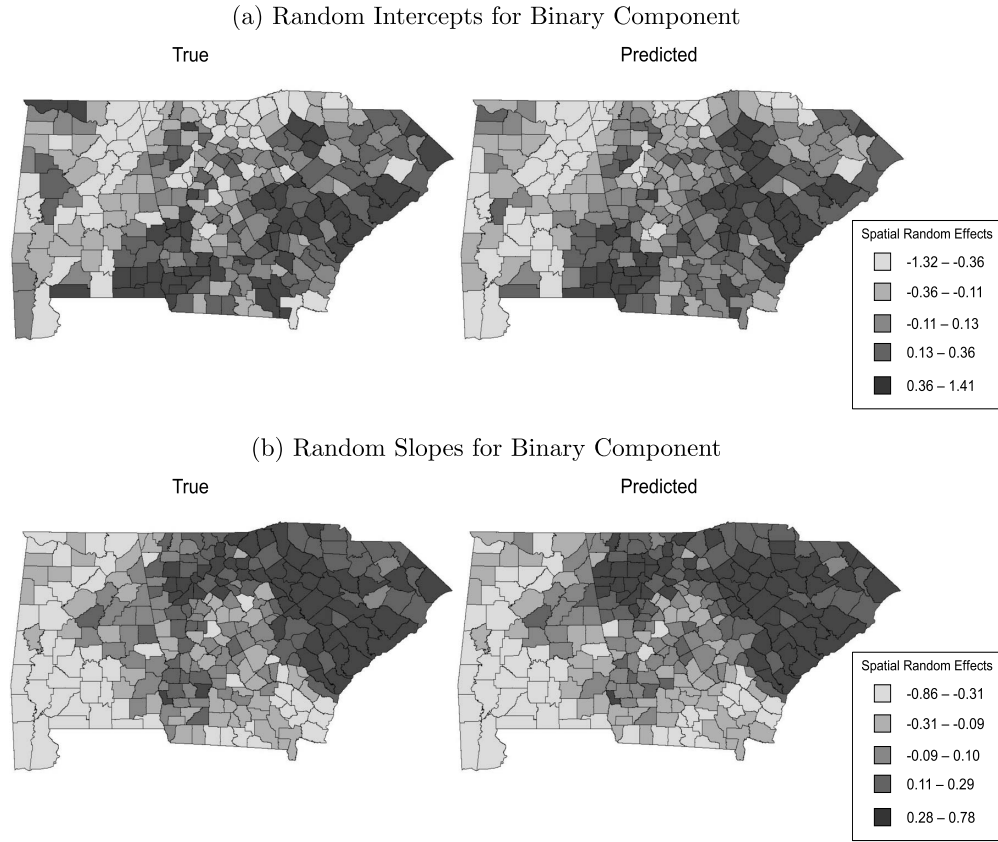 (a) Random Intercepts for Binary Component
True
Predicted
Spatial Random Effects
-1.32 – -0.36
-0.36 – -0.11
-0.11 – 0.13
0.13 – 0.36
0.36 – 1.41
(b) Random Slopes for Binary Component
True
Predicted
Spatial Random Effects
-0.86 – -0.31
-0.31 – -0.09
-0.09 – 0.10
0.11 – 0.29
0.28 – 0.78